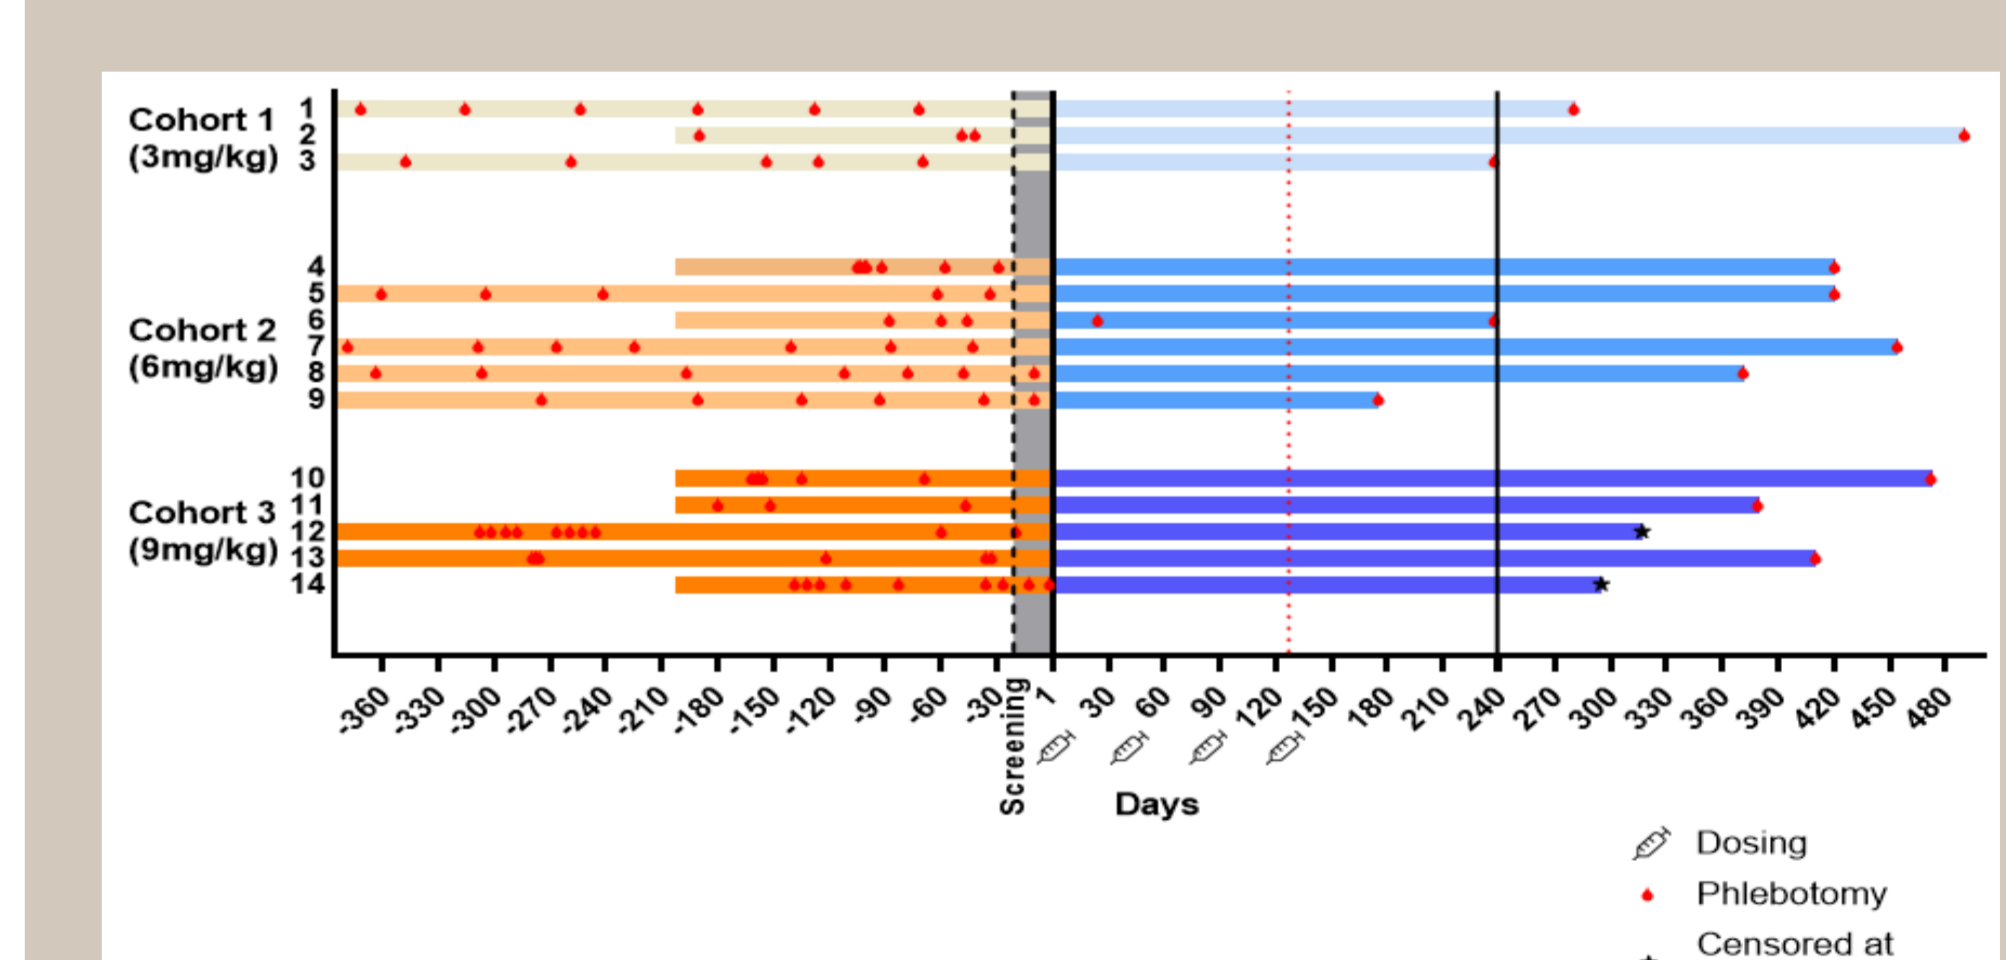 Cohort 1
(3mg/kg)
1
2
3
Cohort 2
(6mg/kg)
4
5
6
7
8
9
Cohort 3
(9mg/kg)
10
11
12
13
14
-360 -330 -300 -270 -240 -210 -180 -150 -120 -90 -60 -30 Screening 1 30 60 90 120 150 180 210 240 270 300 330 360 390 420 450 480
Days
Dosing
Phlebotomy
Censored at